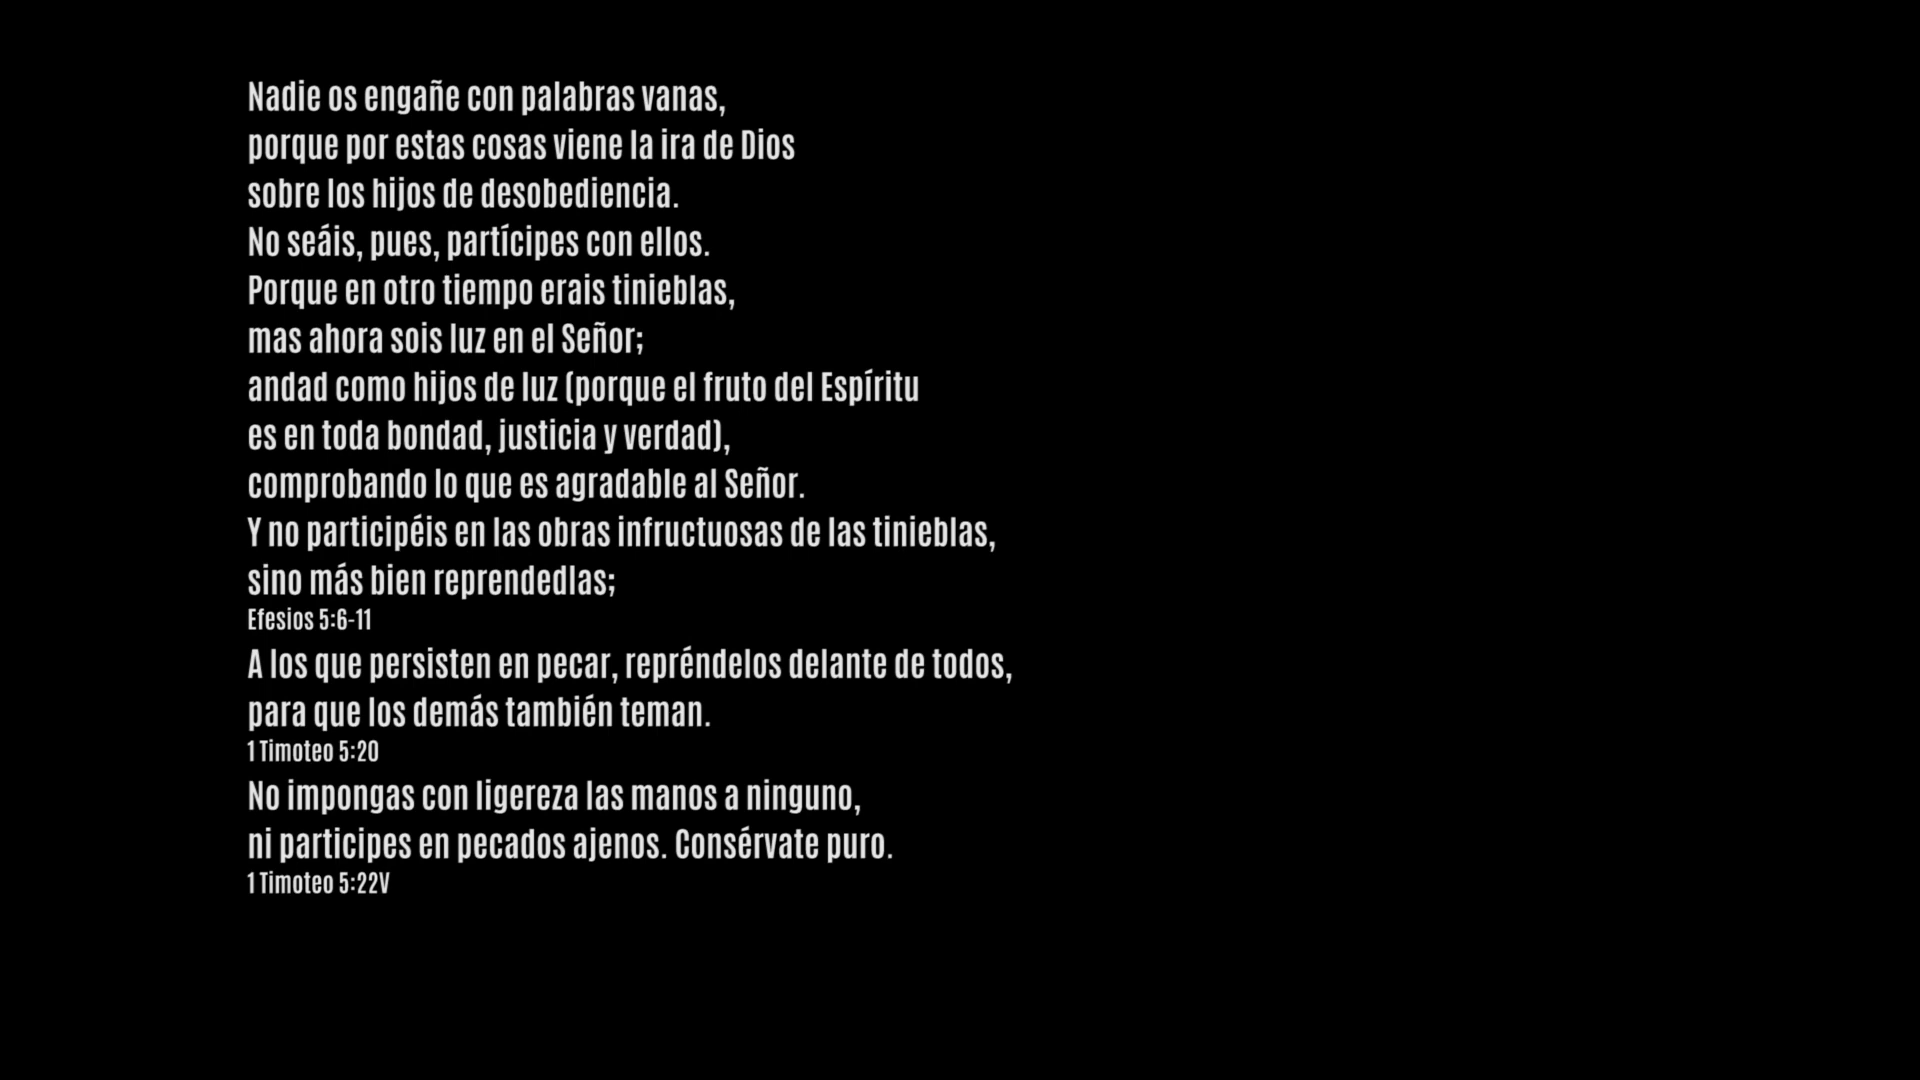 Nadie os engañe con palabras vanas,
porque por estas cosas viene la ira de Dios
sobre los hijos de desobediencia.
No seáis, pues, partícipes con ellos.
Porque en otro tiempo erais tinieblas,
mas ahora sois luz en el Señor;
andad como hijos de luz (porque el fruto del Espíritu
es en toda bondad, justicia y verdad),
comprobando lo que es agradable al Señor.
Y no participéis en las obras infructuosas de las tinieblas,
sino más bien reprendedlas;
Efesios 5:6-11
A los que persisten en pecar, repréndelos delante de todos,
para que los demás también teman.
1 Timoteo 5:20
No impongas con ligereza las manos a ninguno,
ni participes en pecados ajenos. Consérvate puro.
1 Timoteo 5:22V